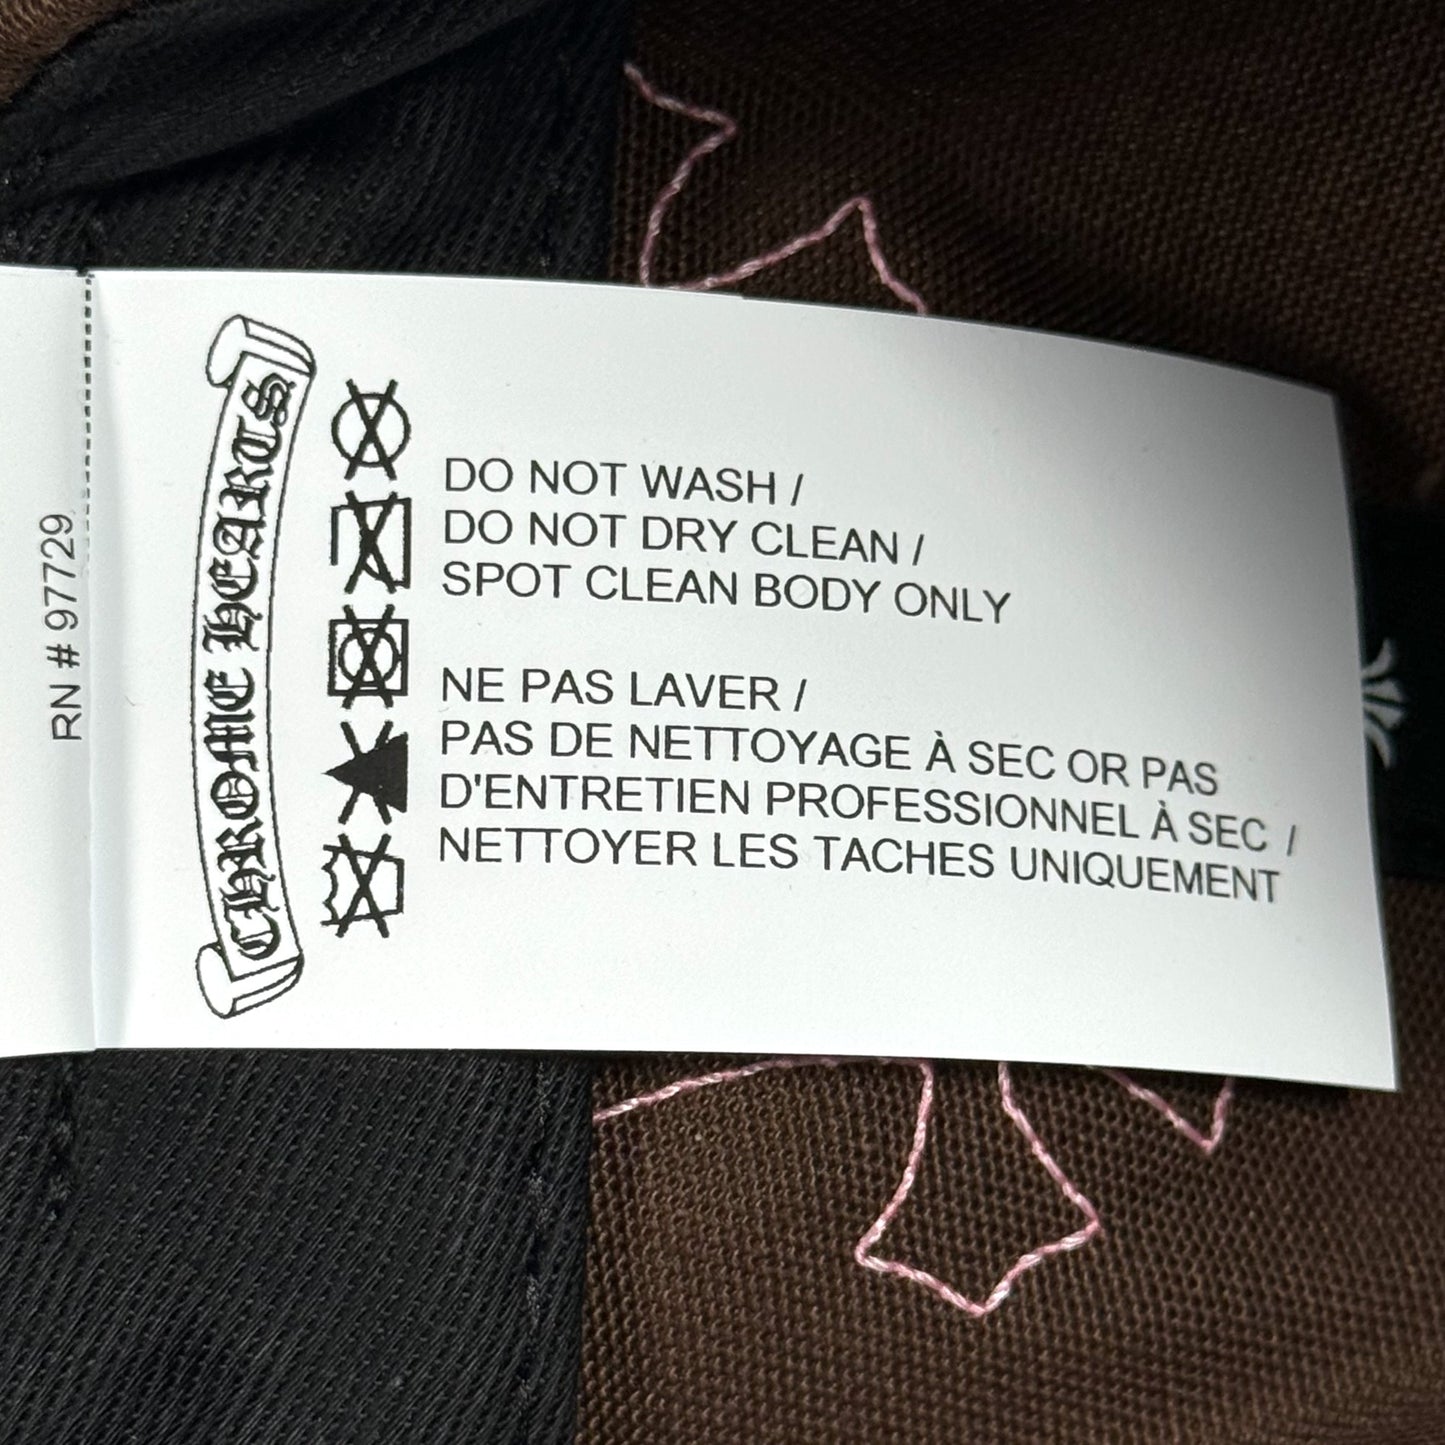 RN # 97729
CHROME HEARTS
DO NOT WASH /
DO NOT DRY CLEAN /
SPOT CLEAN BODY ONLY
NE PAS LAVER /
PAS DE NETTOYAGE À SEC OR PAS
D'ENTRETIEN PROFESSIONNEL À SEC /
NETTOYER LES TACHES UNIQUEMENT